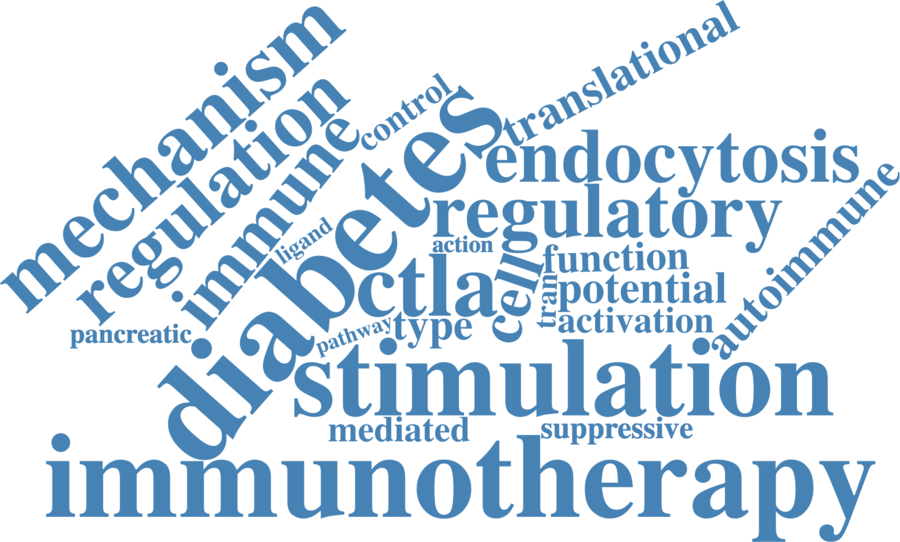 mechanism
regulation
immune
control
diabetes
translational
endocytosis
regulatory
autoimmune
ligand
action
cell
function
ctla
tran
potential
pancreatic
pathway
type
activation
stimulation
mediated
suppressive
immunotherapy